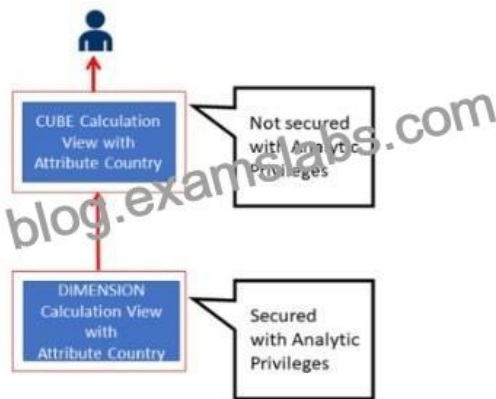 CUBE Calculation
View with
Attribute Country
Not secured
with Analytic
Privileges
blog.examslabs.com
DIMENSION
Calculation View
with
Attribute Country
Secured
with Analytic
Privileges